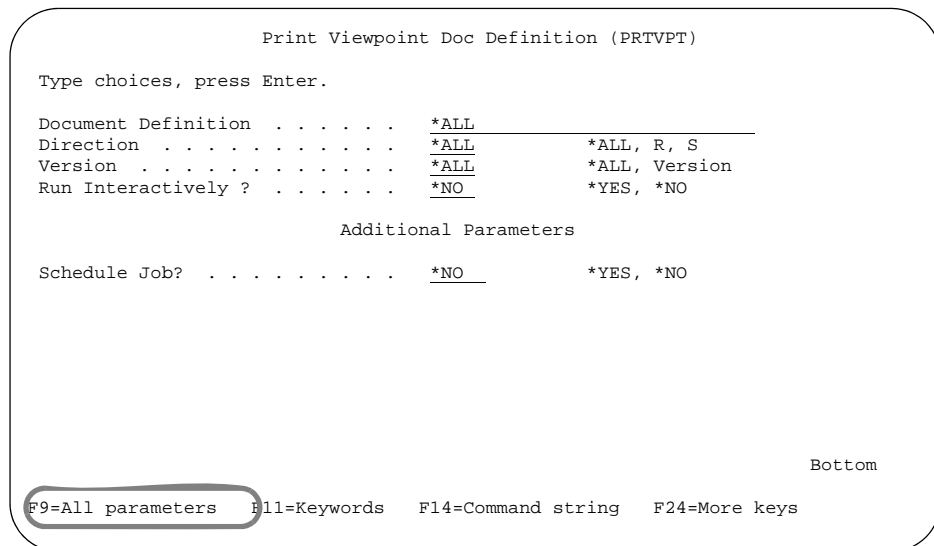 Print Viewpoint Doc Definition (PRTVPT)
Type choices, press Enter.
Document Definition . . . . . . *ALL
Direction . . . . . . . . . . . *ALL *ALL, R, S
Version . . . . . . . . . . . . *ALL *ALL, Version
Run Interactively ? . . . . . . *NO *YES, *NO
Additional Parameters
Schedule Job? . . . . . . . . . *NO *YES, *NO
Bottom
F9=All parameters F11=Keywords F14=Command string F24=More keys